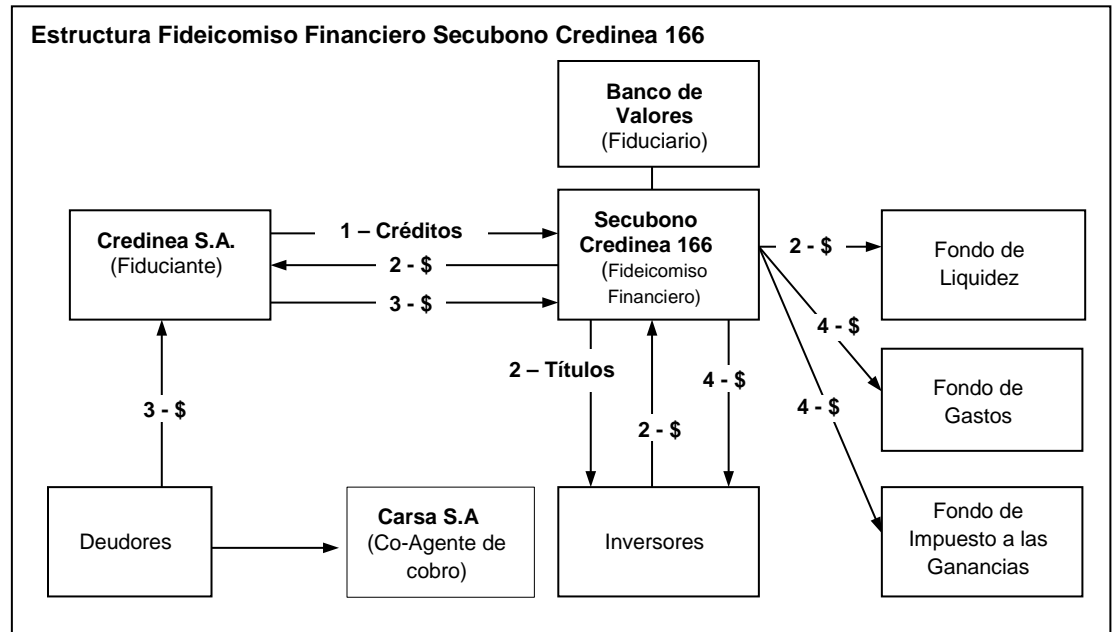 Estructura Fideicomiso Financiero Secubono Credinea 166
Banco de
Valores
(Fiduciario)
Credinea S.A.
(Fiduciante)
1 – Créditos
2 - $
3 - $
Secubono
Credinea 166
(Fideicomiso
Financiero)
2 - $
Fondo de
Liquidez
4 - $
Fondo de
Gastos
4 - $
Fondo de
Impuesto a las
Ganancias
3 - $
2 – Títulos
2 - $
4 - $
Deudores
Carsa S.A
(Co-Agente de
cobro)
Inversores